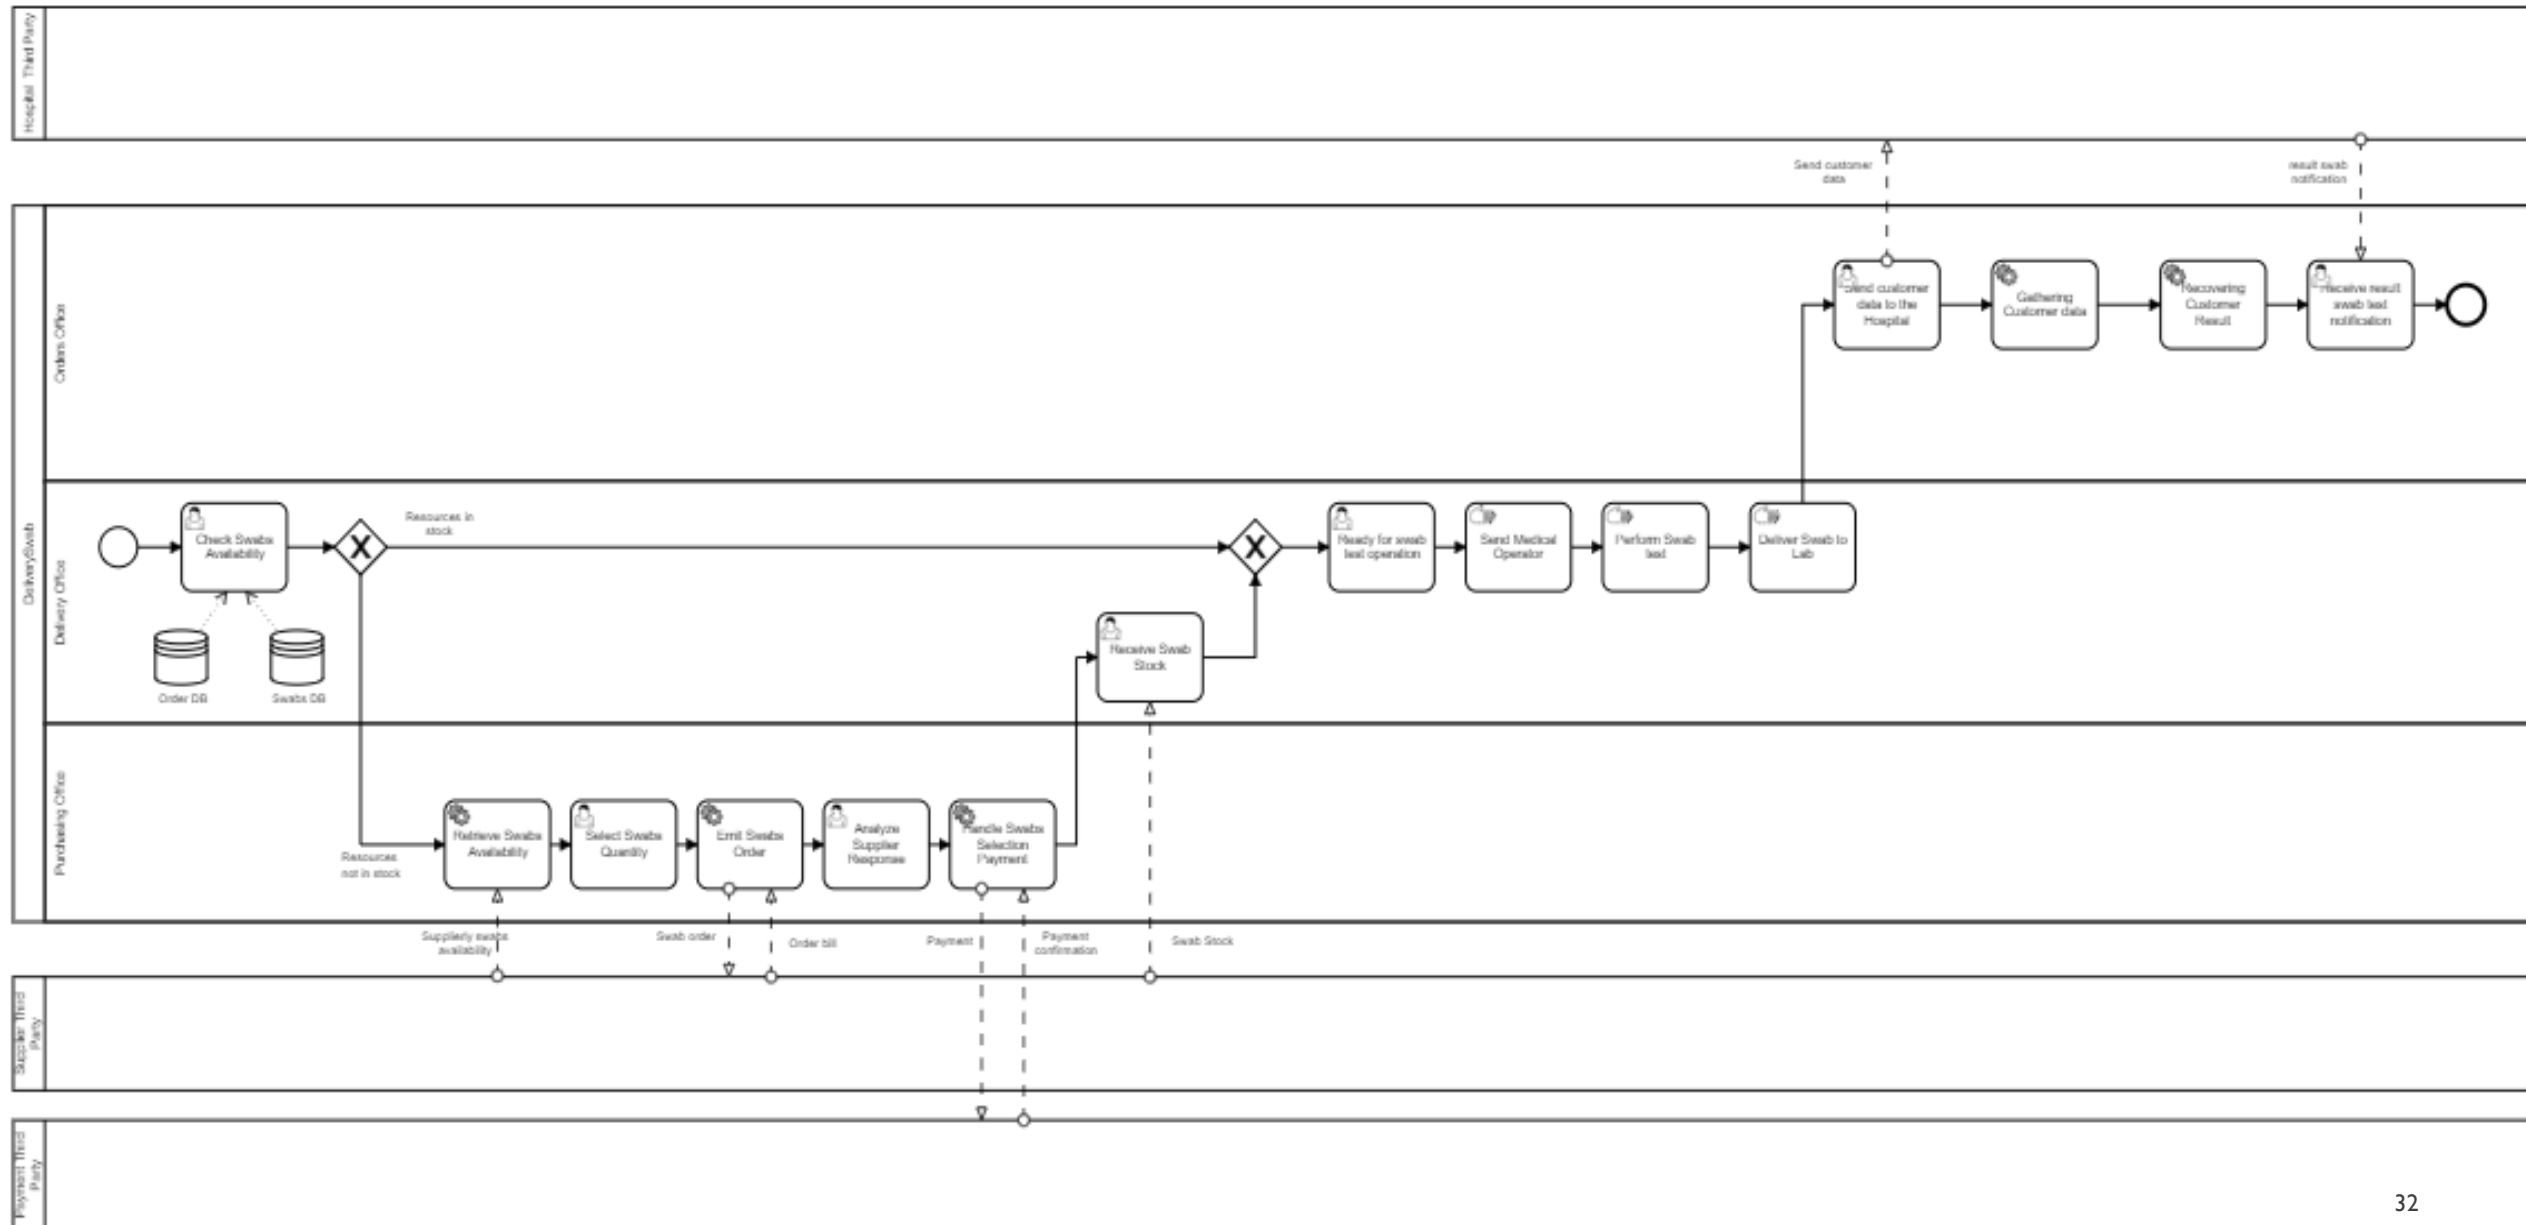 Hospital Third Party
Send customer
data
result swab
notification
DeliverySwab
Orders Office
Send customer
data to the
Hospital
Gathering
Customer data
Recovering
Customer
Result
Receive result
swab test
notification
Delivery Office
Check Swabs
Availability
Order DB
Swabs DB
Resources in
stock
Receive Swab
Stock
Ready for swab
test operation
Send Medical
Operator
Perform Swab
test
Deliver Swab to
Lab
Purchasing Office
Resources
not in stock
Retrieve Swabs
Availability
Select Swabs
Quantity
Emit Swabs
Order
Analyze
Supplier
Response
Handle Swabs
Selection
Payment
Supplierly swabs
availability
Swab order
Order bill
Payment
Payment
confirmation
Swab Stock
Supplier Third
Party
Payment Third
Party
32